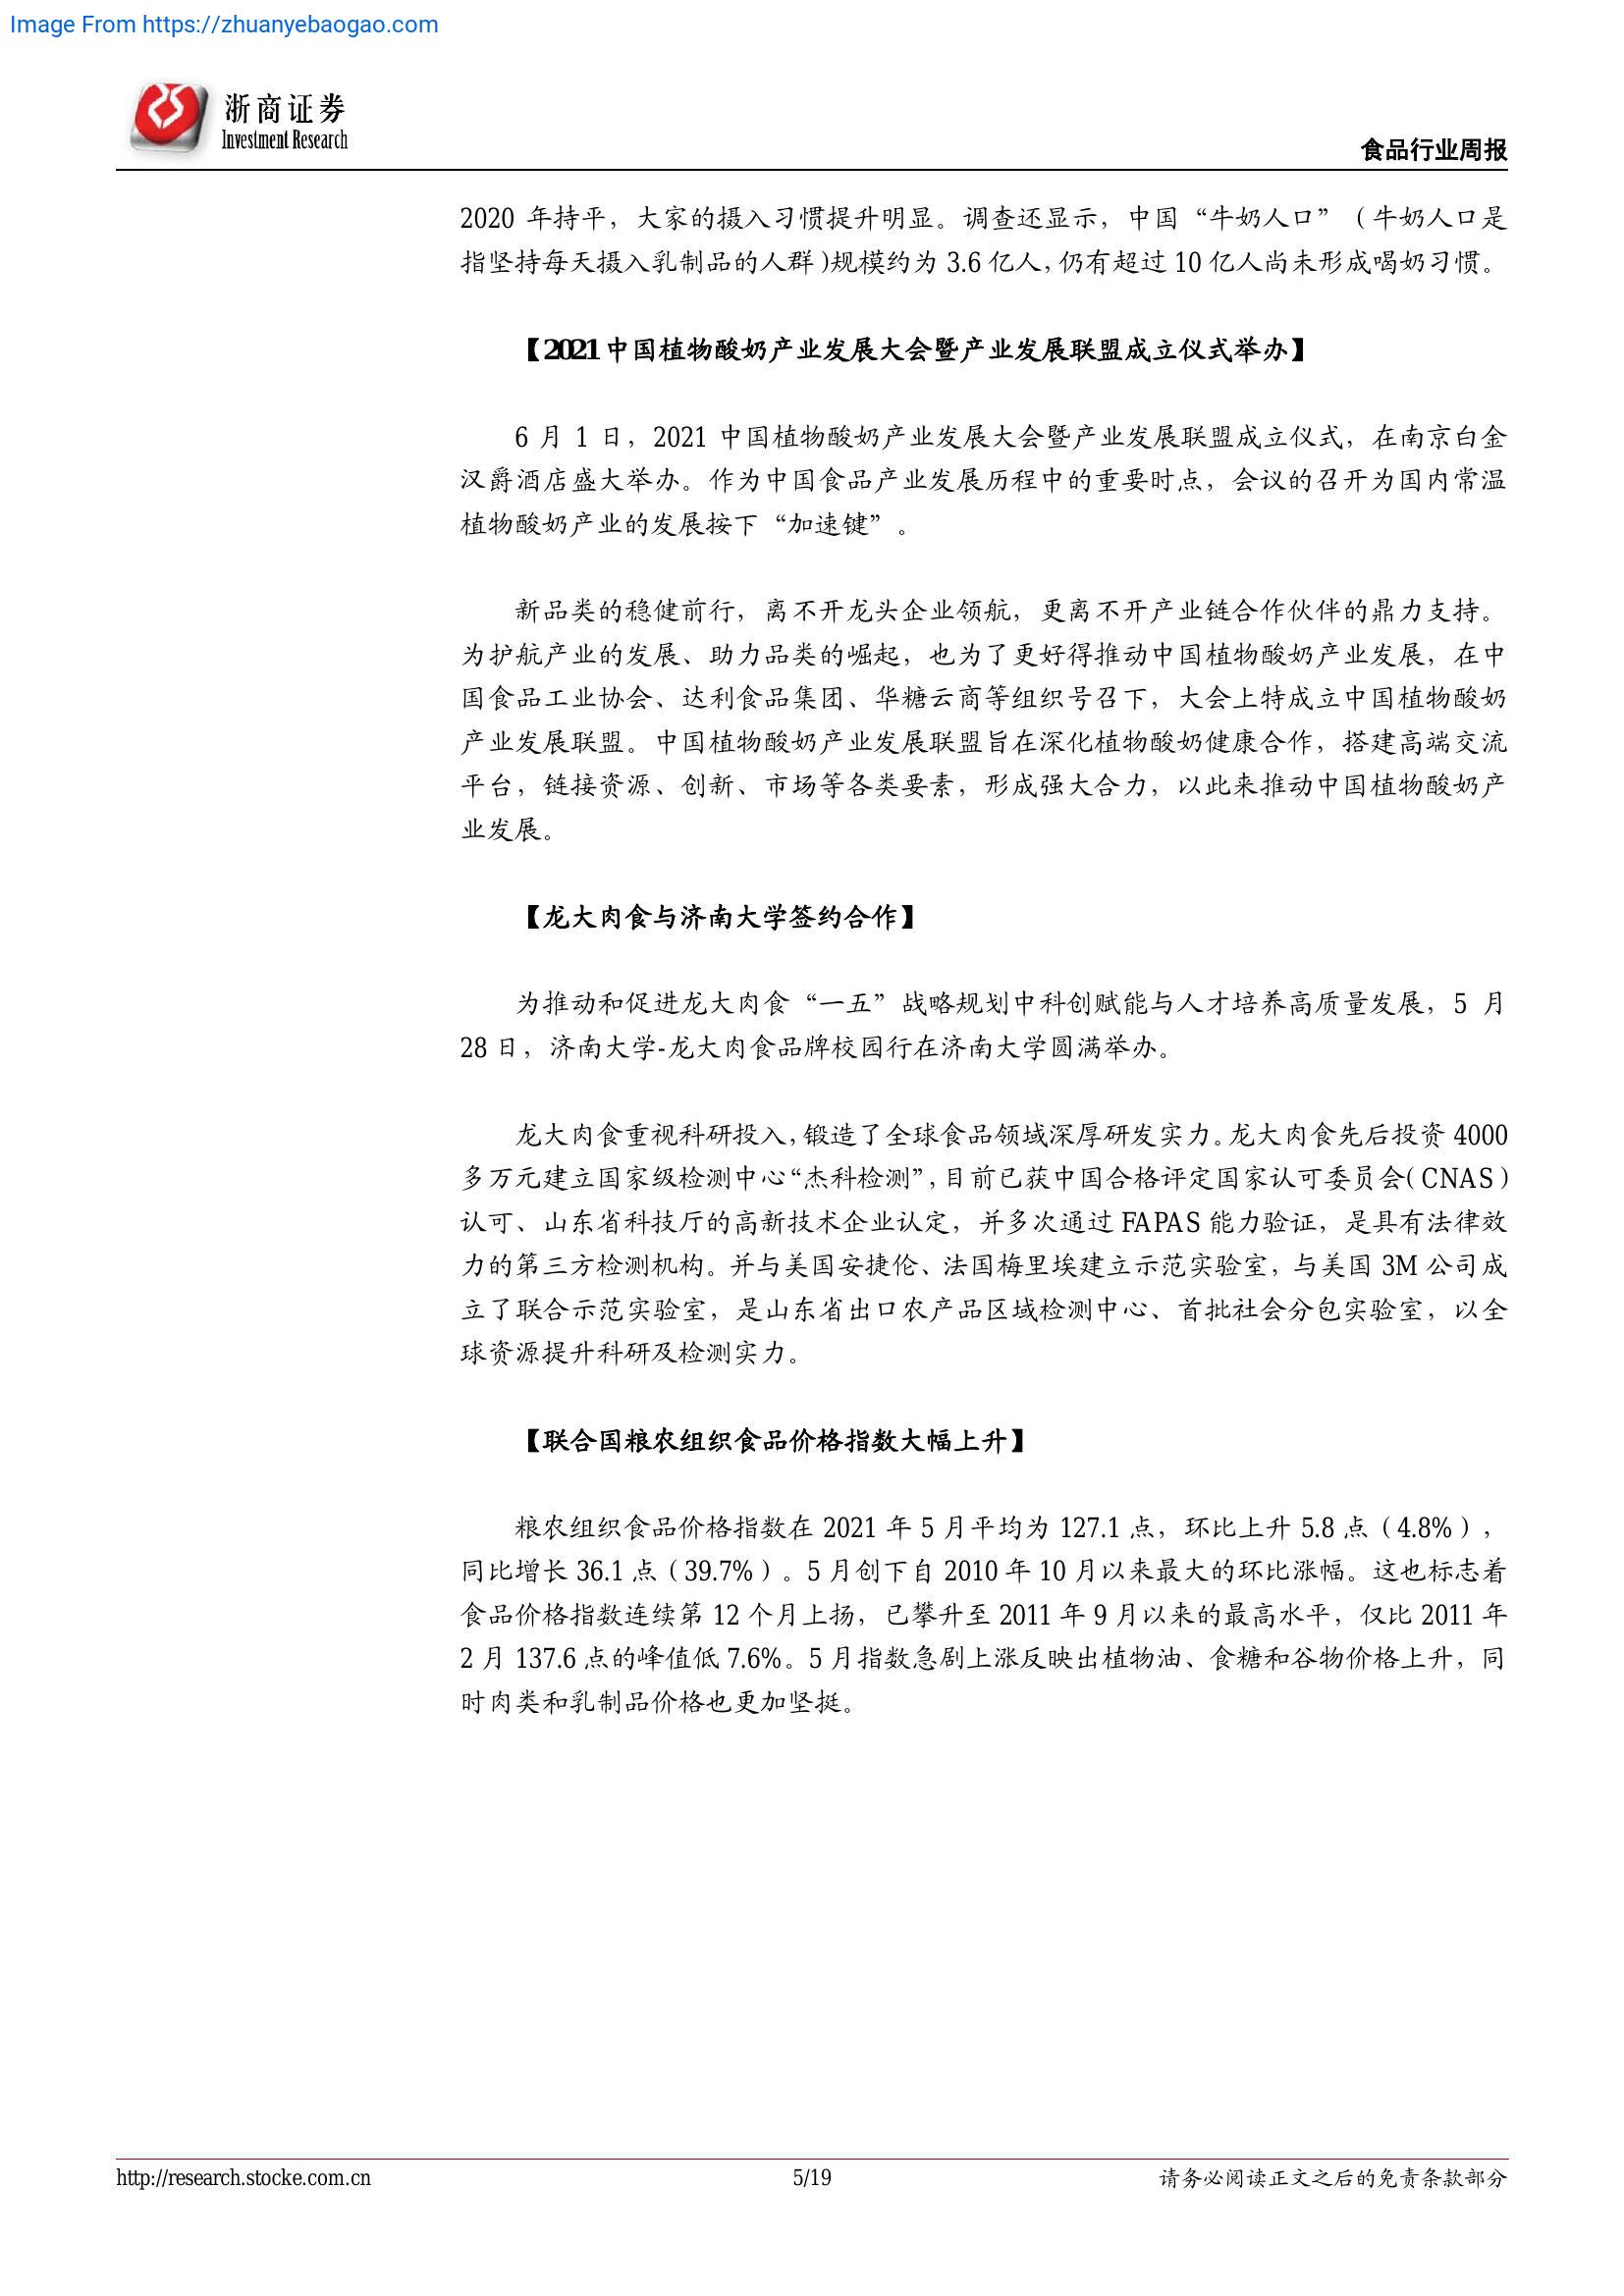 Image From https://zhuanyebaogao.com
浙商证券
Investment Research
食品行业周报
2020 年持平，大家的摄入习惯提升明显。调查还显示，中国“牛奶人口”（牛奶人口是
指坚持每天摄入乳制品的人群)规模约为 3.6 亿人，仍有超过 10 亿人尚未形成喝奶习惯。
【2021 中国植物酸奶产业发展大会暨产业发展联盟成立仪式举办】
6 月 1 日，2021 中国植物酸奶产业发展大会暨产业发展联盟成立仪式，在南京白金
汉爵酒店盛大举办。作为中国食品产业发展历程中的重要时点，会议的召开为国内常温
植物酸奶产业的发展按下“加速键”。
新品类的稳健前行，离不开龙头企业领航，更离不开产业链合作伙伴的鼎力支持。
为护航产业的发展、助力品类的崛起，也为了更好得推动中国植物酸奶产业发展，在中
国食品工业协会、达利食品集团、华糖云商等组织号召下，大会上特成立中国植物酸奶
产业发展联盟。中国植物酸奶产业发展联盟旨在深化植物酸奶健康合作，搭建高端交流
平台，链接资源、创新、市场等各类要素，形成强大合力，以此来推动中国植物酸奶产
业发展。
【龙大肉食与济南大学签约合作】
为推动和促进龙大肉食“一五”战略规划中科创赋能与人才培养高质量发展，5 月
28 日，济南大学-龙大肉食品牌校园行在济南大学圆满举办。
龙大肉食重视科研投入，锻造了全球食品领域深厚研发实力。龙大肉食先后投资 4000
多万元建立国家级检测中心“杰科检测”，目前已获中国合格评定国家认可委员会（CNAS）
认可、山东省科技厅的高新技术企业认定，并多次通过 FAPAS 能力验证，是具有法律效
力的第三方检测机构。并与美国安捷伦、法国梅里埃建立示范实验室，与美国 3M 公司成
立了联合示范实验室，是山东省出口农产品区域检测中心、首批社会分包实验室，以全
球资源提升科研及检测实力。
【联合国粮农组织食品价格指数大幅上升】
粮农组织食品价格指数在 2021 年 5 月平均为 127.1 点，环比上升 5.8 点（4.8%），
同比增长 36.1 点（39.7%）。5 月创下自 2010 年 10 月以来最大的环比涨幅。这也标志着
食品价格指数连续第 12 个月上扬，已攀升至 2011 年 9 月以来的最高水平，仅比 2011 年
2 月 137.6 点的峰值低 7.6%。5 月指数急剧上涨反映出植物油、食糖和谷物价格上升，同
时肉类和乳制品价格也更加坚挺。
http://research.stocke.com.cn
5/19
请务必阅读正文之后的免责条款部分